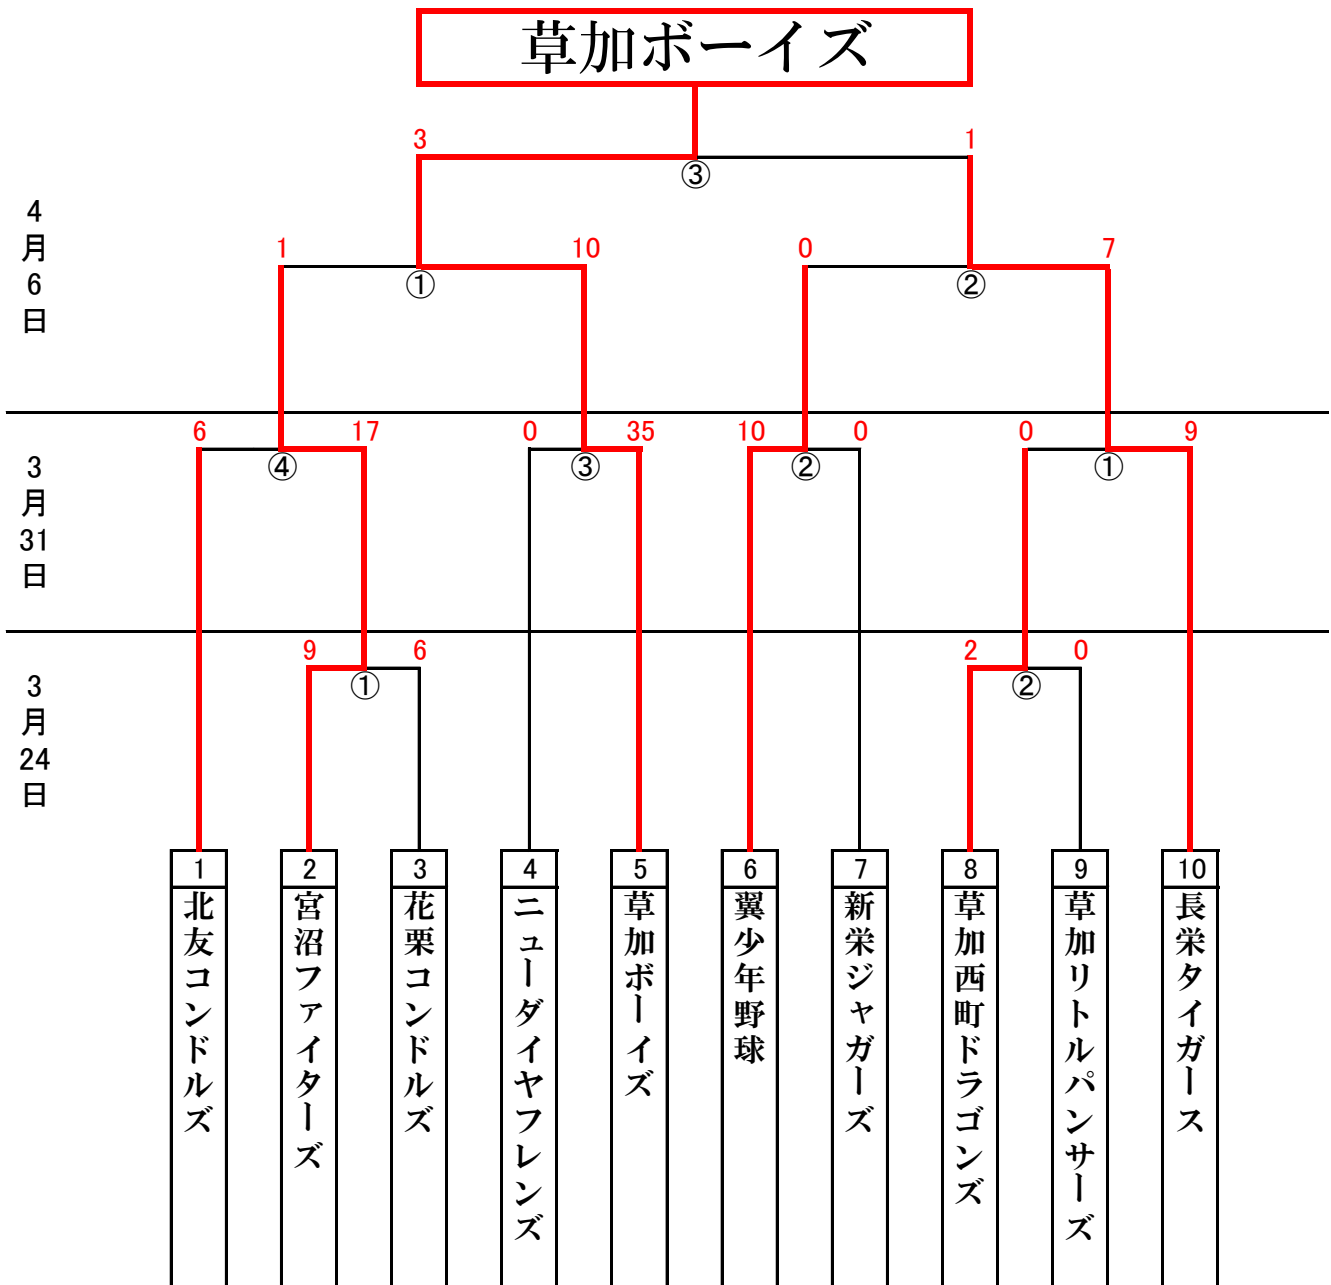 草加ボーイズ
3 1
③
4月6日
1 10 0 7
① ②
6 17 0 35 10 0 0 9
④ ③ ② ①
3月31日
9 6 2 0
① ②
3月24日
1 2 3 4 5 6 7 8 9 10
北友コンドルズ
宮沼ファイターズ
花栗コンドルズ
ニューダイヤフレンズ
草加ボーイズ
翼少年野球
新栄ジャガーズ
草加西町ドラゴンズ
草加リトルパンサーズ
長栄タイガース